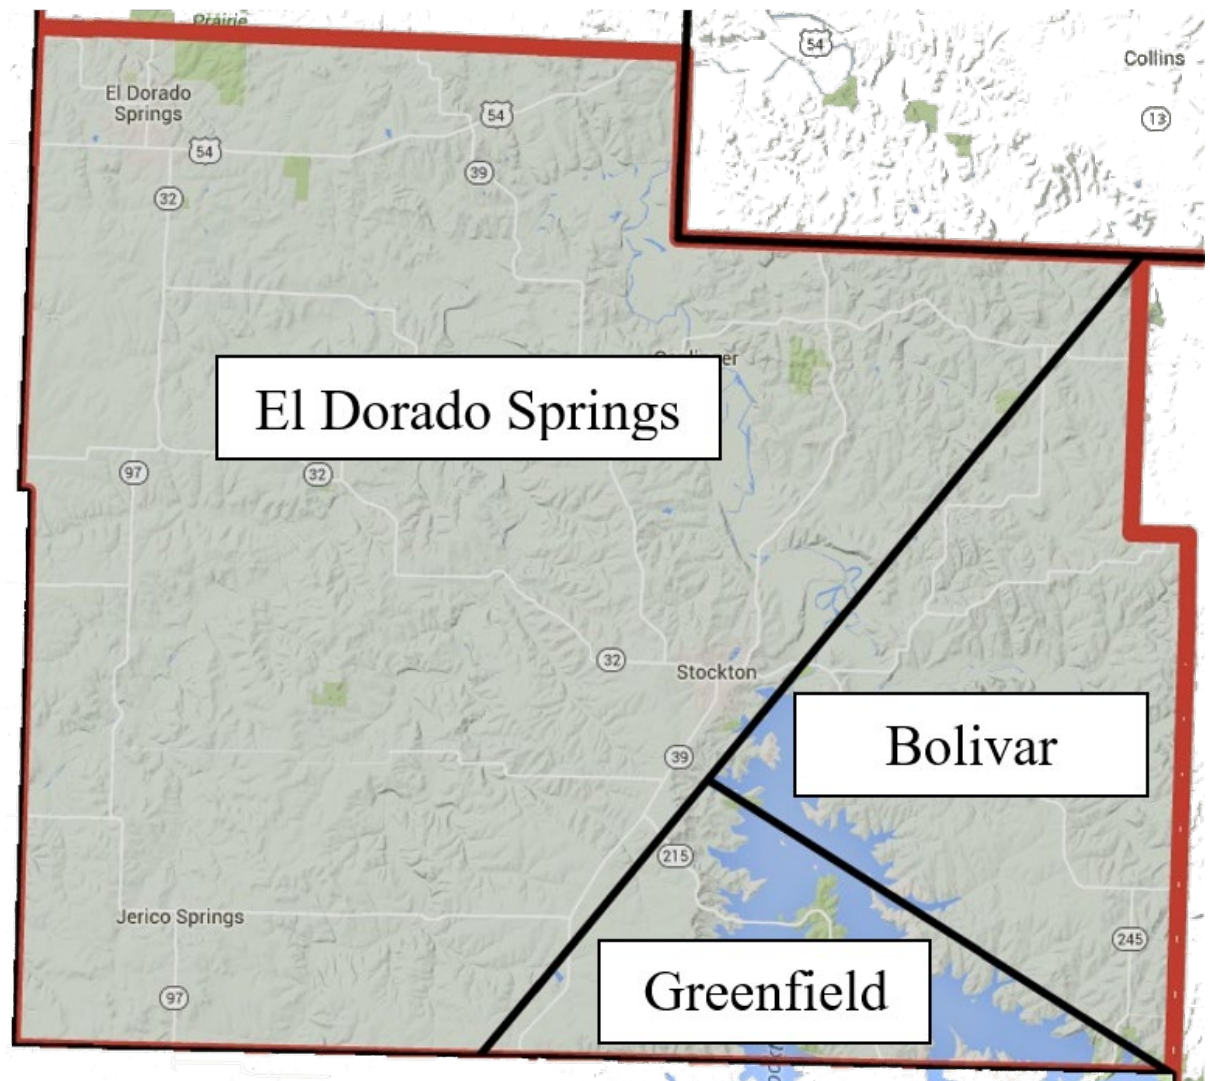 Prairie
54
Collins
El Dorado
Springs
13
54
54
39
32
El Dorado Springs
97
32
32
Stockton
Bolivar
39
215
Jerico Springs
245
Greenfield
97